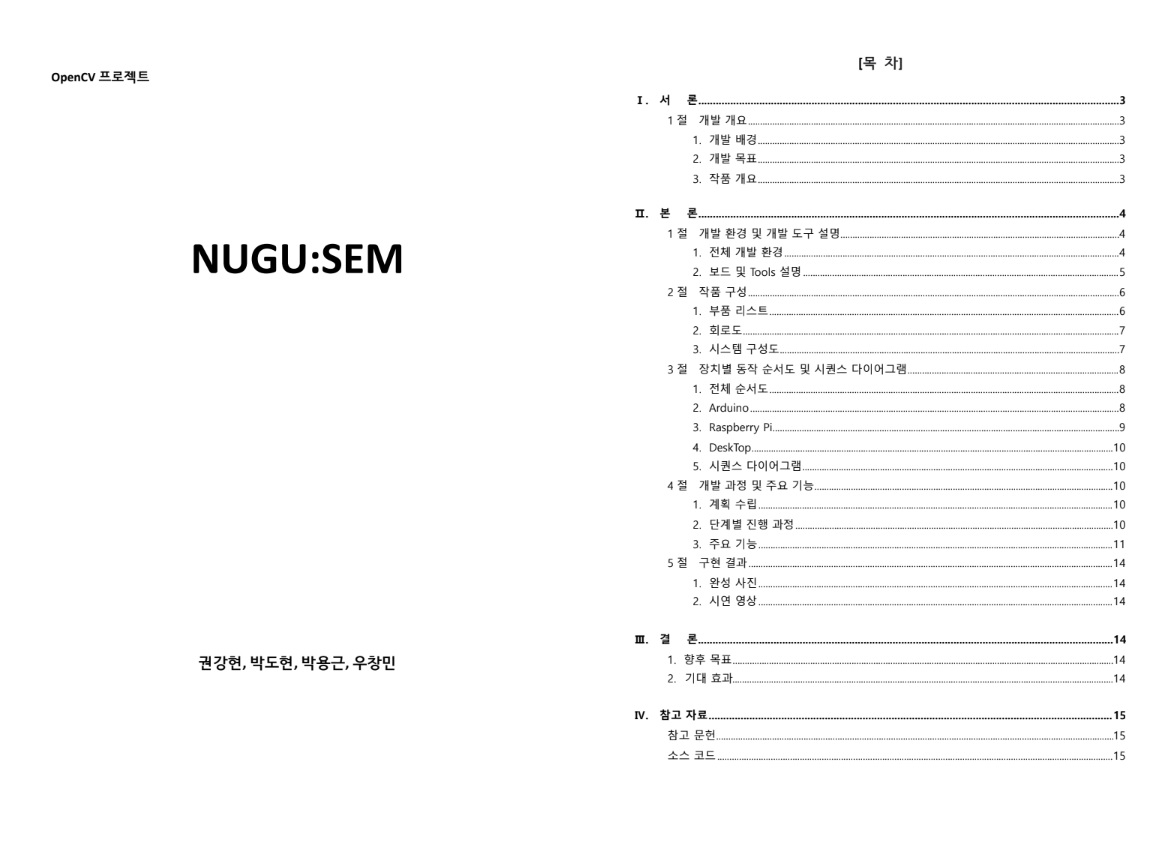 OpenCV 프로젝트
NUGU:SEM
권강현, 박도현, 박용근, 우창민
[목 차]
Ⅰ. 서 론 3
1절 개발 개요 3
1. 개발 배경 3
2. 개발 목표 3
3. 작품 개요 3
Ⅱ. 본 론 4
1절 개발 환경 및 개발 도구 설명 4
1. 전체 개발 환경 4
2. 보드 및 Tools 설명 5
2절 작품 구성 6
1. 부품 리스트 6
2. 회로도 7
3. 시스템 구성도 7
3절 장치별 동작 순서도 및 시퀀스 다이어그램 8
1. 전체 순서도 8
2. Arduino 8
3. Raspberry Pi 9
4. DeskTop 10
5. 시퀀스 다이어그램 10
4절 개발 과정 및 주요 기능 10
1. 계획 수립 10
2. 단계별 진행 과정 10
3. 주요 기능 11
5절 구현 결과 14
1. 완성 사진 14
2. 시연 영상 14
Ⅲ. 결 론 14
1. 향후 목표 14
2. 기대 효과 14
Ⅳ. 참고 자료 15
참고 문헌 15
소스 코드 15